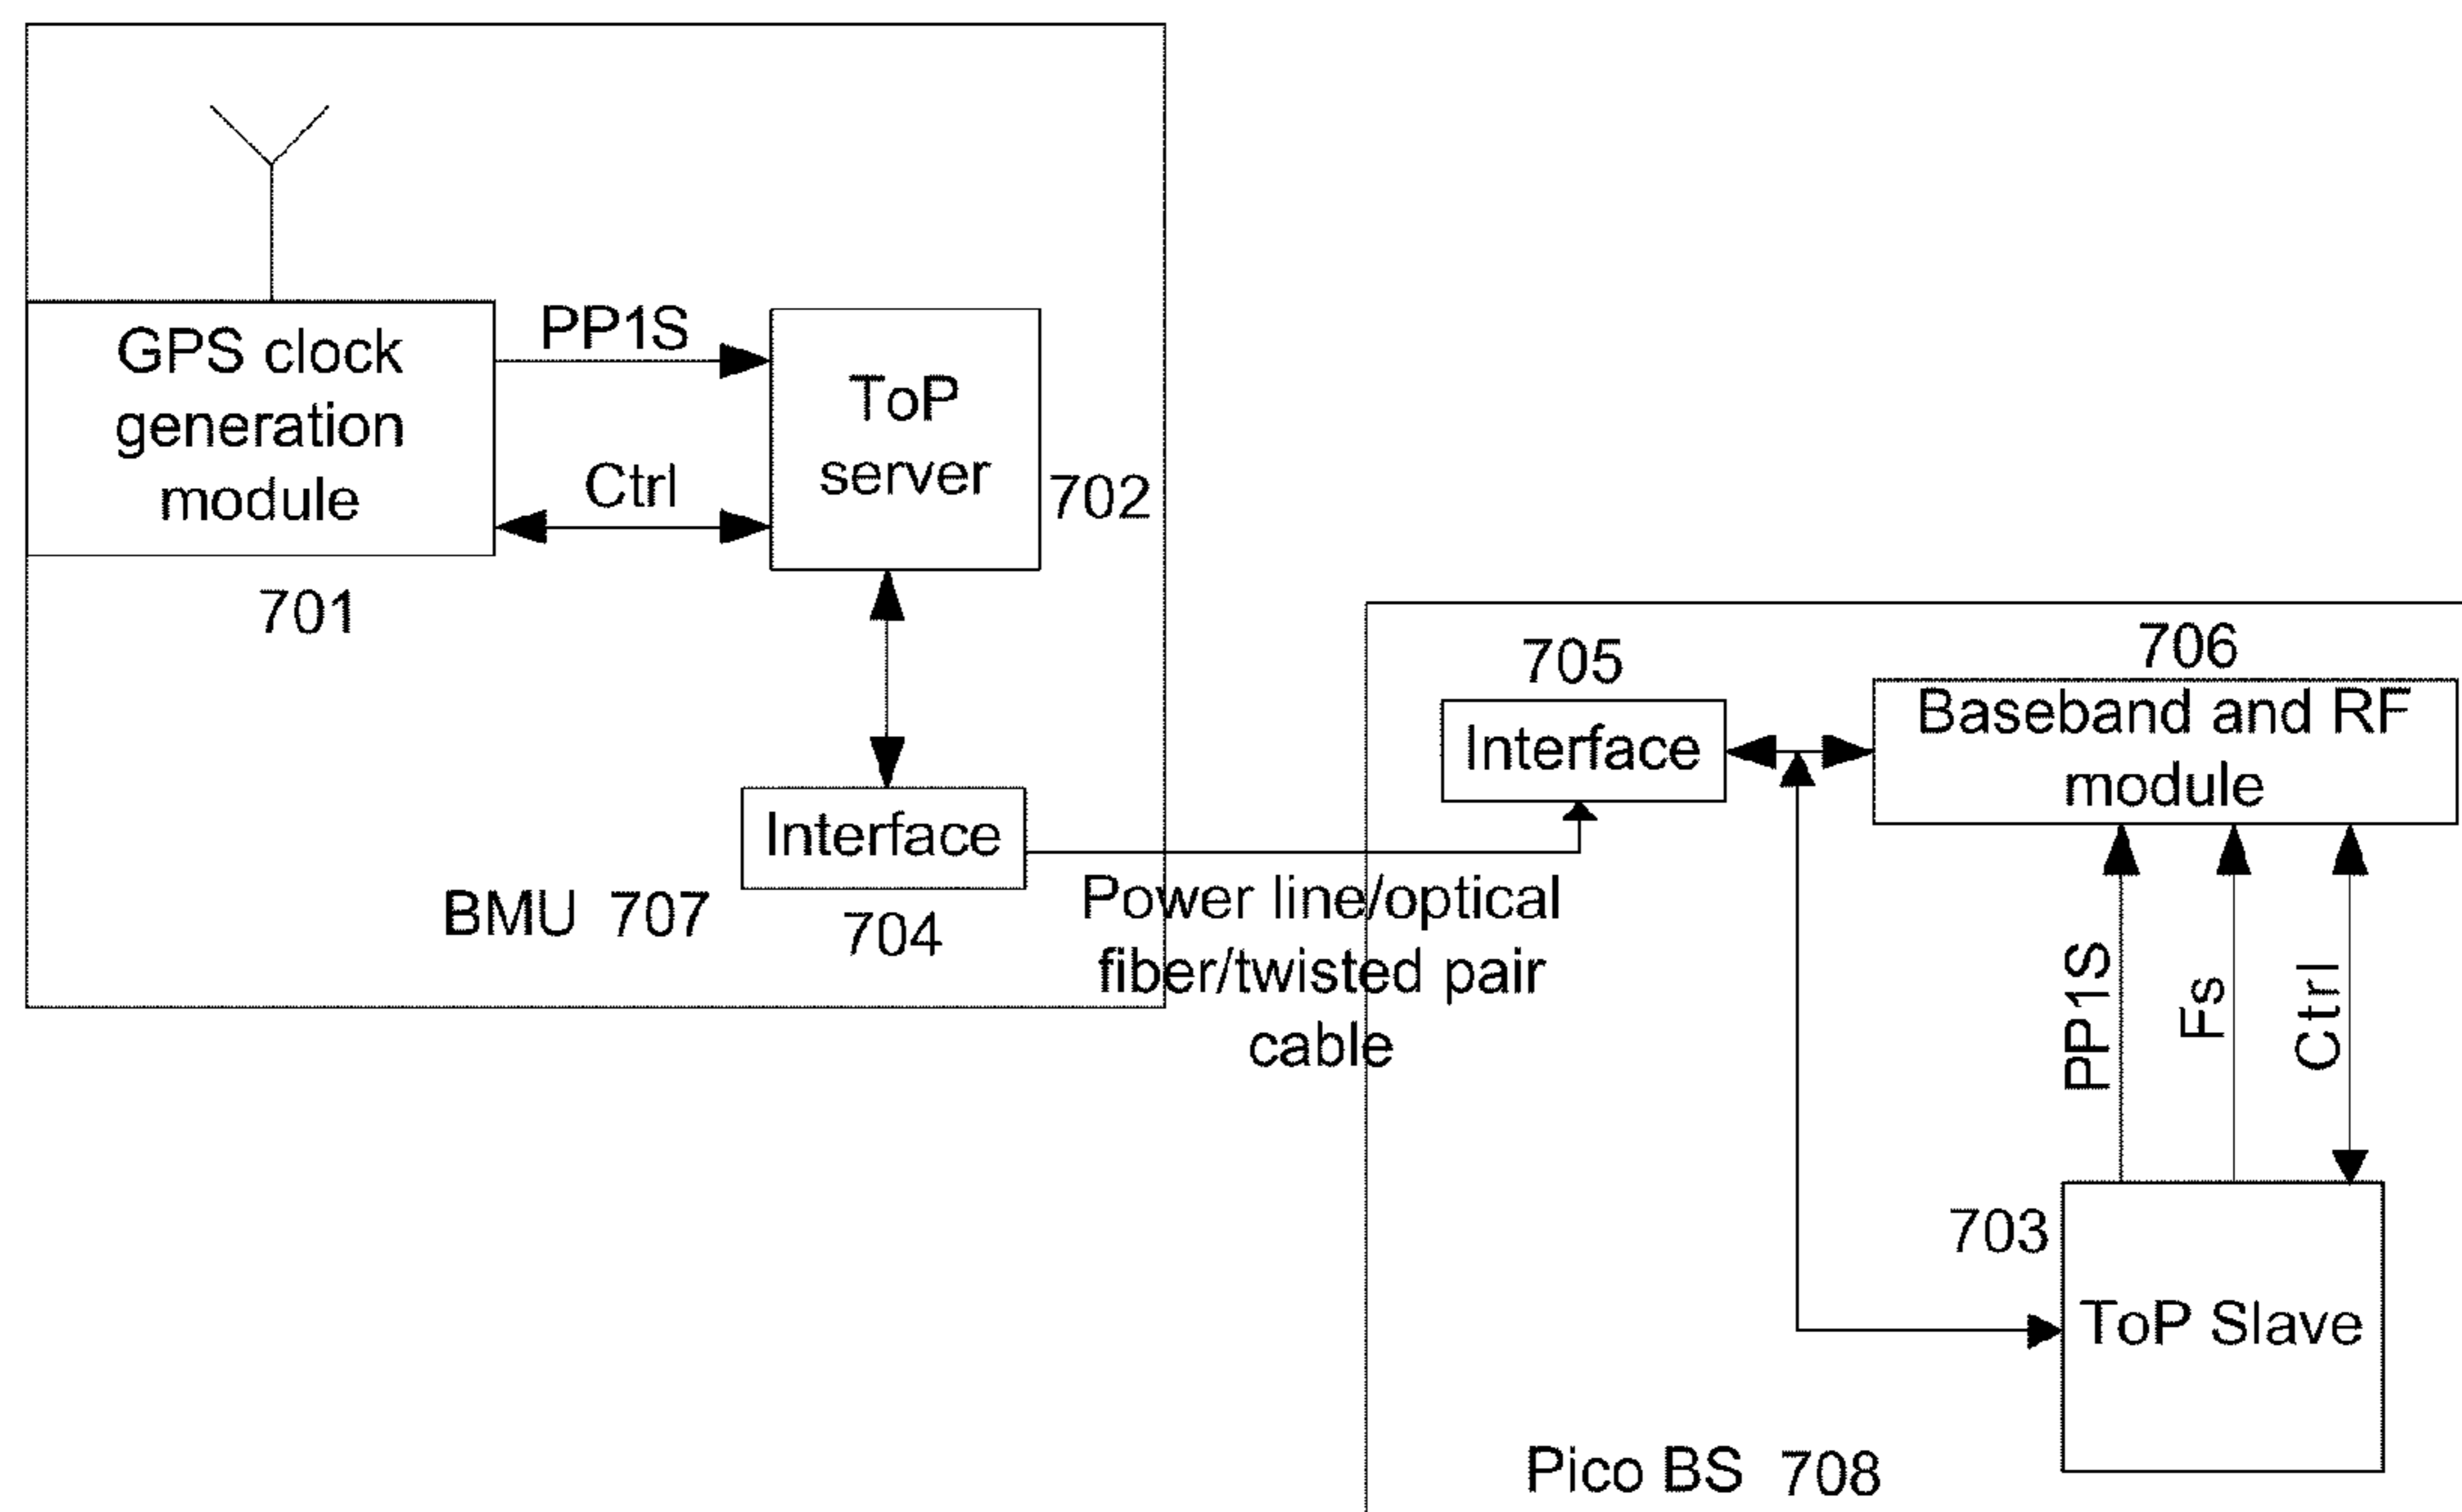 GPS clock
generation
module
701
PP1S
Ctrl
ToP
server
702
Interface
704
BMU 707
Power line/optical
fiber/twisted pair
cable
705
Interface
706
Baseband and RF
module
PP1S
Fs
Ctrl
703
ToP Slave
Pico BS 708